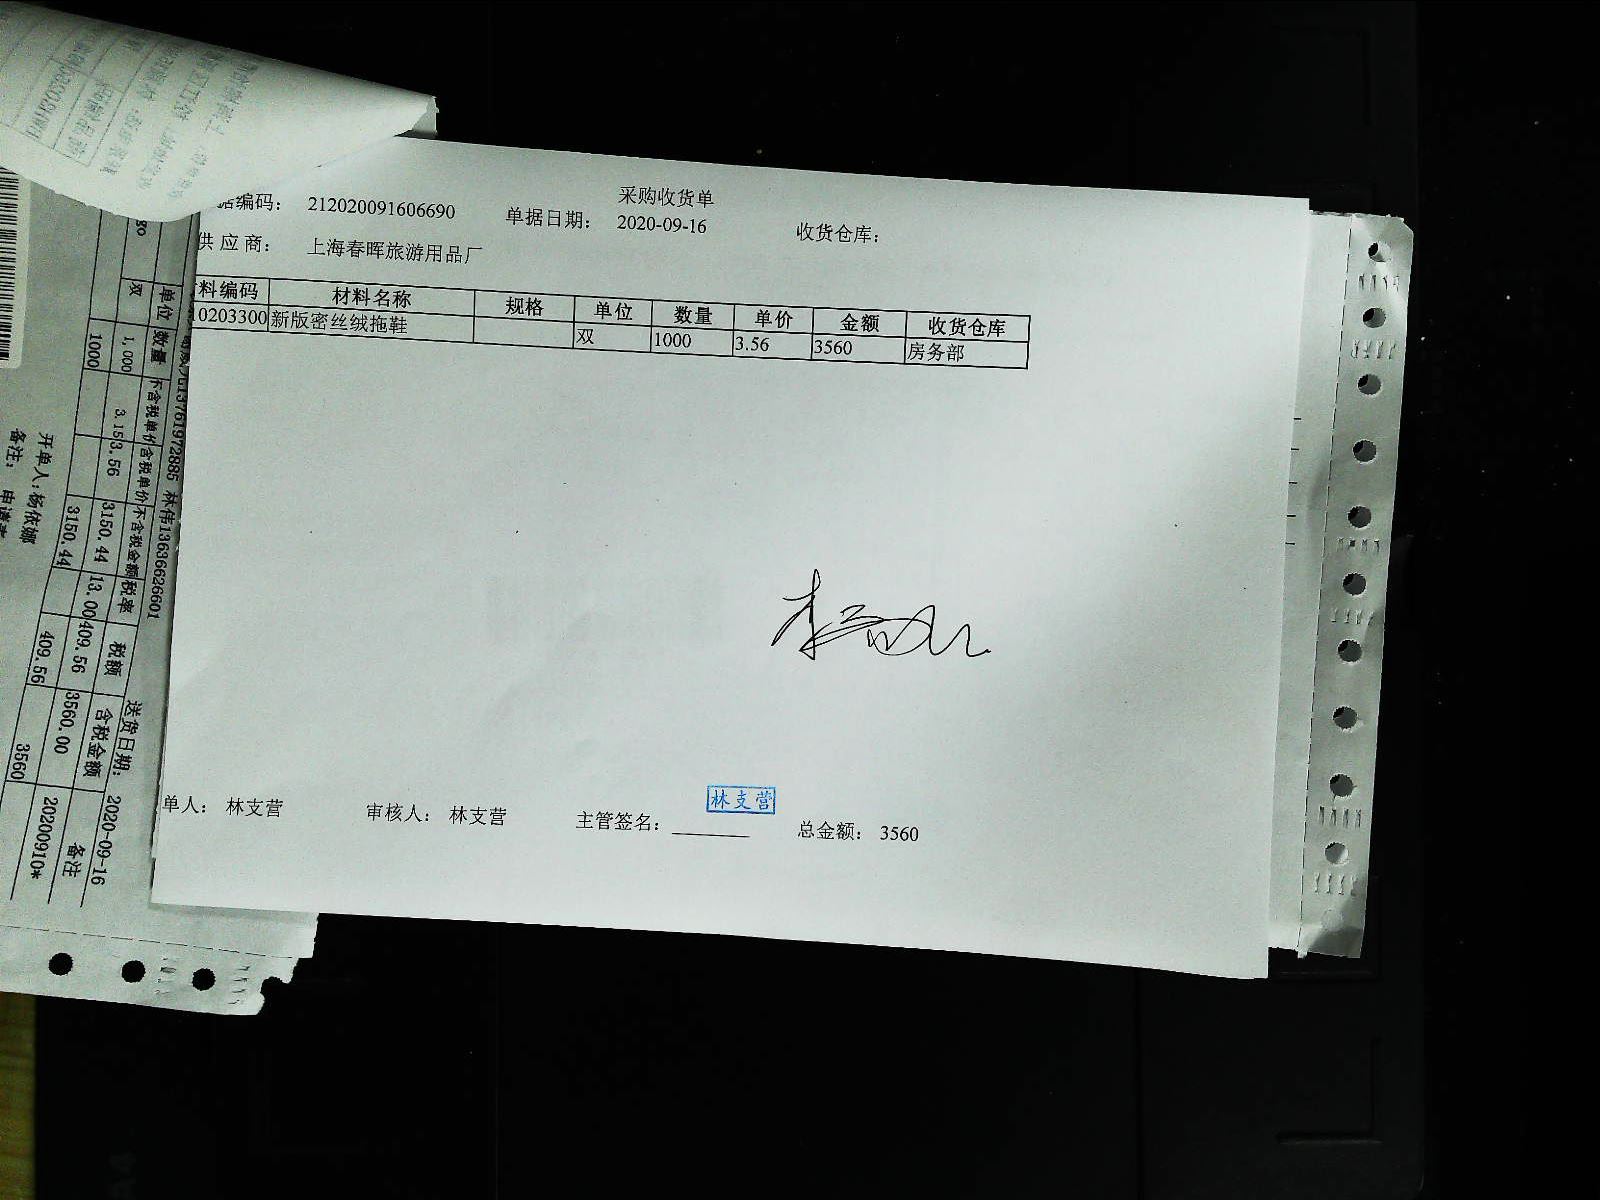 采购收货单
据编码： 212020091606690 单据日期： 2020-09-16 收货仓库：
供应商： 上海春晖旅游用品厂
料编码 材料名称 规格 单位 数量 单价 金额 收货仓库
10203300 新版密丝绒拖鞋 双 1000 3.56 3560 房务部
林支营
单人： 林支营 审核人： 林支营 主管签名： 总金额： 3560
13761972885 林伟13636626601
送货日期： 2020-09-16
单位 数量 不含税单价 含税单价 不含税金额 税率 税额 含税金额 备注
双 1,000 3.15 3.56 3150.44 13.00 409.56 3560.00 20200910*
1000 3150.44 409.56 3560
开单人：杨依娜
备注：